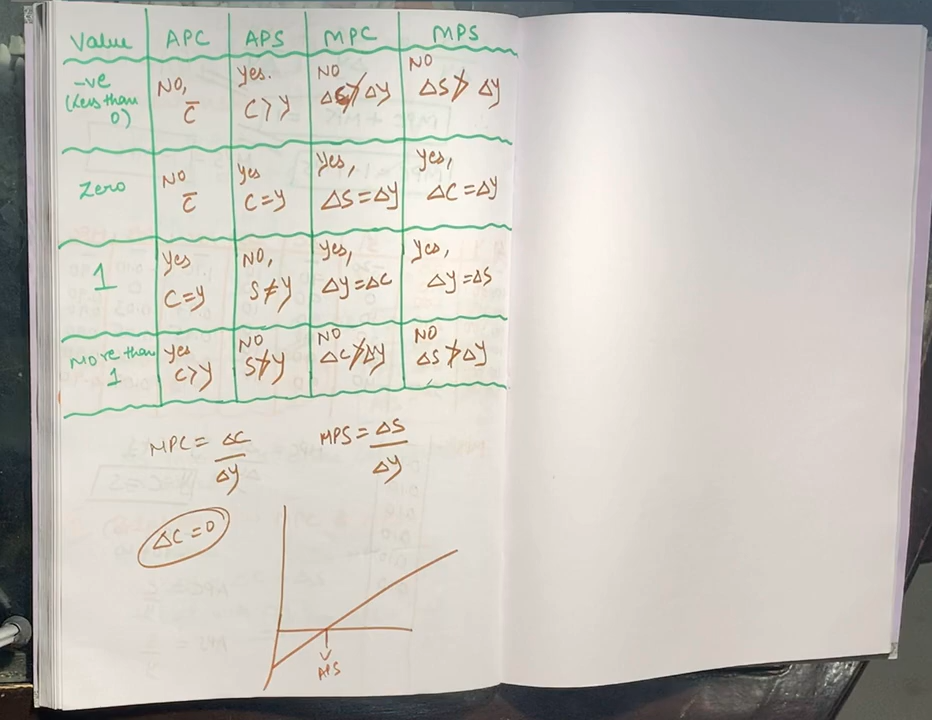 Value APC APS MPC MPS
-ve
(Less than
0)
NO,
C̅
Yes.
C > Y
NO
ΔC ≯ ΔY
NO
ΔS ≯ ΔY
Zero
NO
C̅
Yes
C = Y
Yes,
ΔS = ΔY
Yes,
ΔC = ΔY
1
Yes
C = Y
NO,
S ≠ Y
Yes,
ΔY = ΔC
Yes,
ΔY = ΔS
More than
1
Yes
C > Y
NO
S ≯ Y
NO
ΔC ≯ ΔY
NO
ΔS ≯ ΔY
MPC = ΔC/ΔY MPS = ΔS/ΔY
ΔC = 0
APS